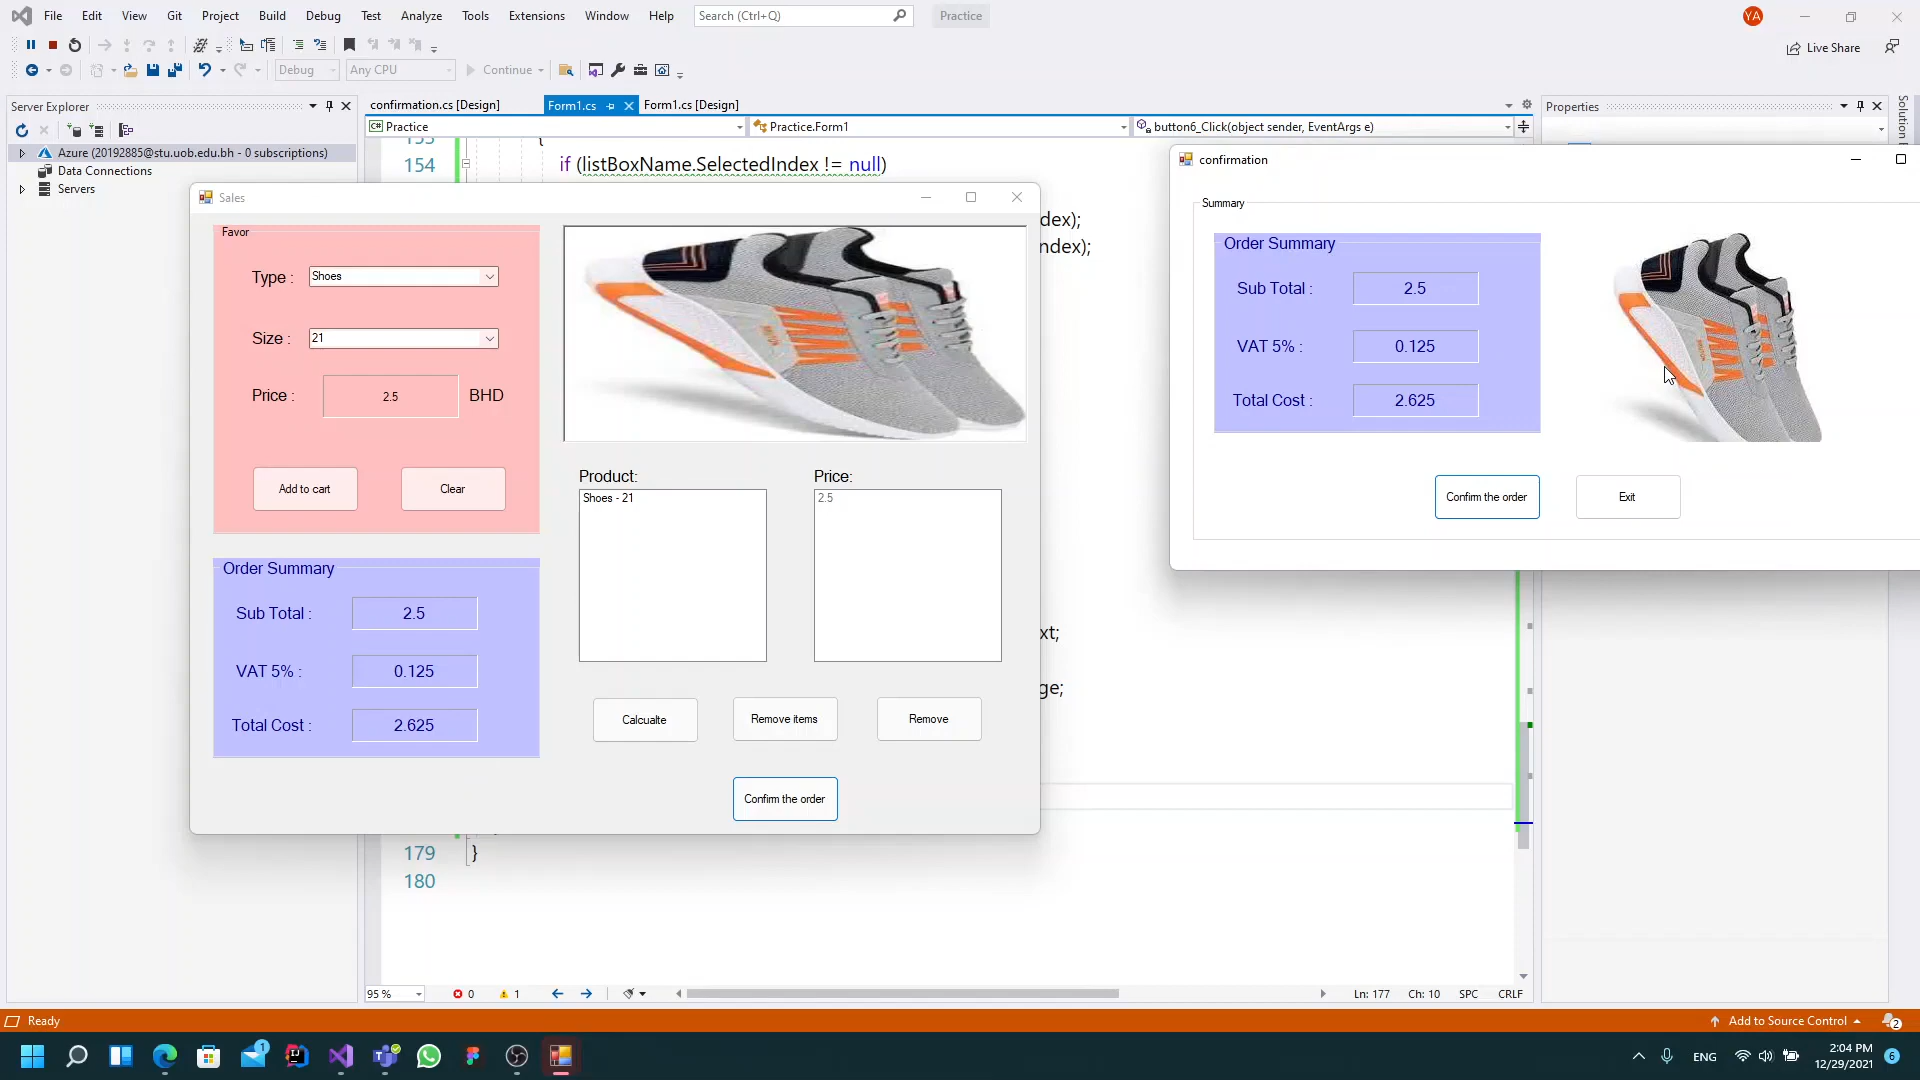 File Edit View Git Project Build Debug Test Analyze Tools Extensions Window Help Search (Ctrl+Q) Practice YA
Live Share
Debug Any CPU Continue
Server Explorer
Azure (20192885@stu.uob.edu.bh - 0 subscriptions)
Data Connections
Servers
confirmation.cs [Design] Form1.cs Form1.cs [Design]
Practice Practice.Form1 button6_Click(object sender, EventArgs e)
154 if (listBoxName.SelectedIndex != null)
dex);
ndex);
xt;
ge;
179 }
180
Sales
Favor
Type : Shoes
Size : 21
Price : 2.5 BHD
Add to cart Clear
Order Summary
Sub Total : 2.5
VAT 5% : 0.125
Total Cost : 2.625
Product: Price:
Shoes - 21 2.5
Calcualte Remove items Remove
Confirm the order
Properties
confirmation
Summary
Order Summary
Sub Total : 2.5
VAT 5% : 0.125
Total Cost : 2.625
Confirm the order Exit
95 % 0 1 Ln: 177 Ch: 10 SPC CRLF
Ready Add to Source Control 2
1 ENG 2:04 PM
12/29/2021 6